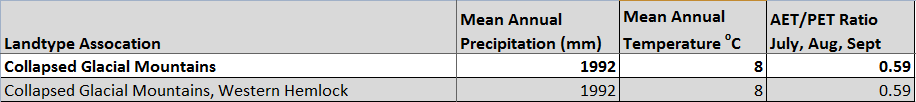 Mean Annual Mean Annual AET/PET Ratio
Landtype Assocation Precipitation (mm) Temperature °C July, Aug, Sept
Collapsed Glacial Mountains 1992 8 0.59
Collapsed Glacial Mountains, Western Hemlock 1992 8 0.59